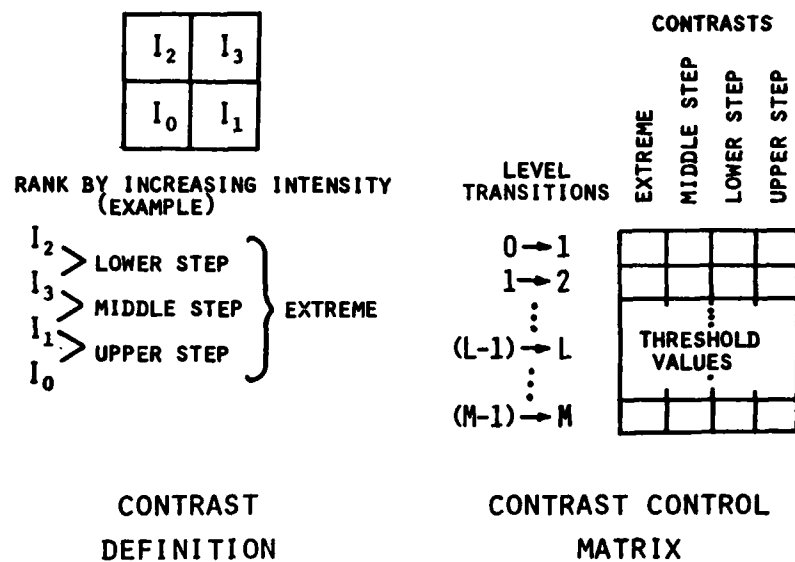 I₂ I₃
I₀ I₁
RANK BY INCREASING INTENSITY
(EXAMPLE)
I₂
> LOWER STEP
I₃
> MIDDLE STEP
I₁
> UPPER STEP
I₀
EXTREME
CONTRAST
DEFINITION
CONTRASTS
EXTREME
MIDDLE STEP
LOWER STEP
UPPER STEP
LEVEL
TRANSITIONS
0→1
1→2
(L-1)→L
(M-1)→M
THRESHOLD
VALUES
CONTRAST CONTROL
MATRIX